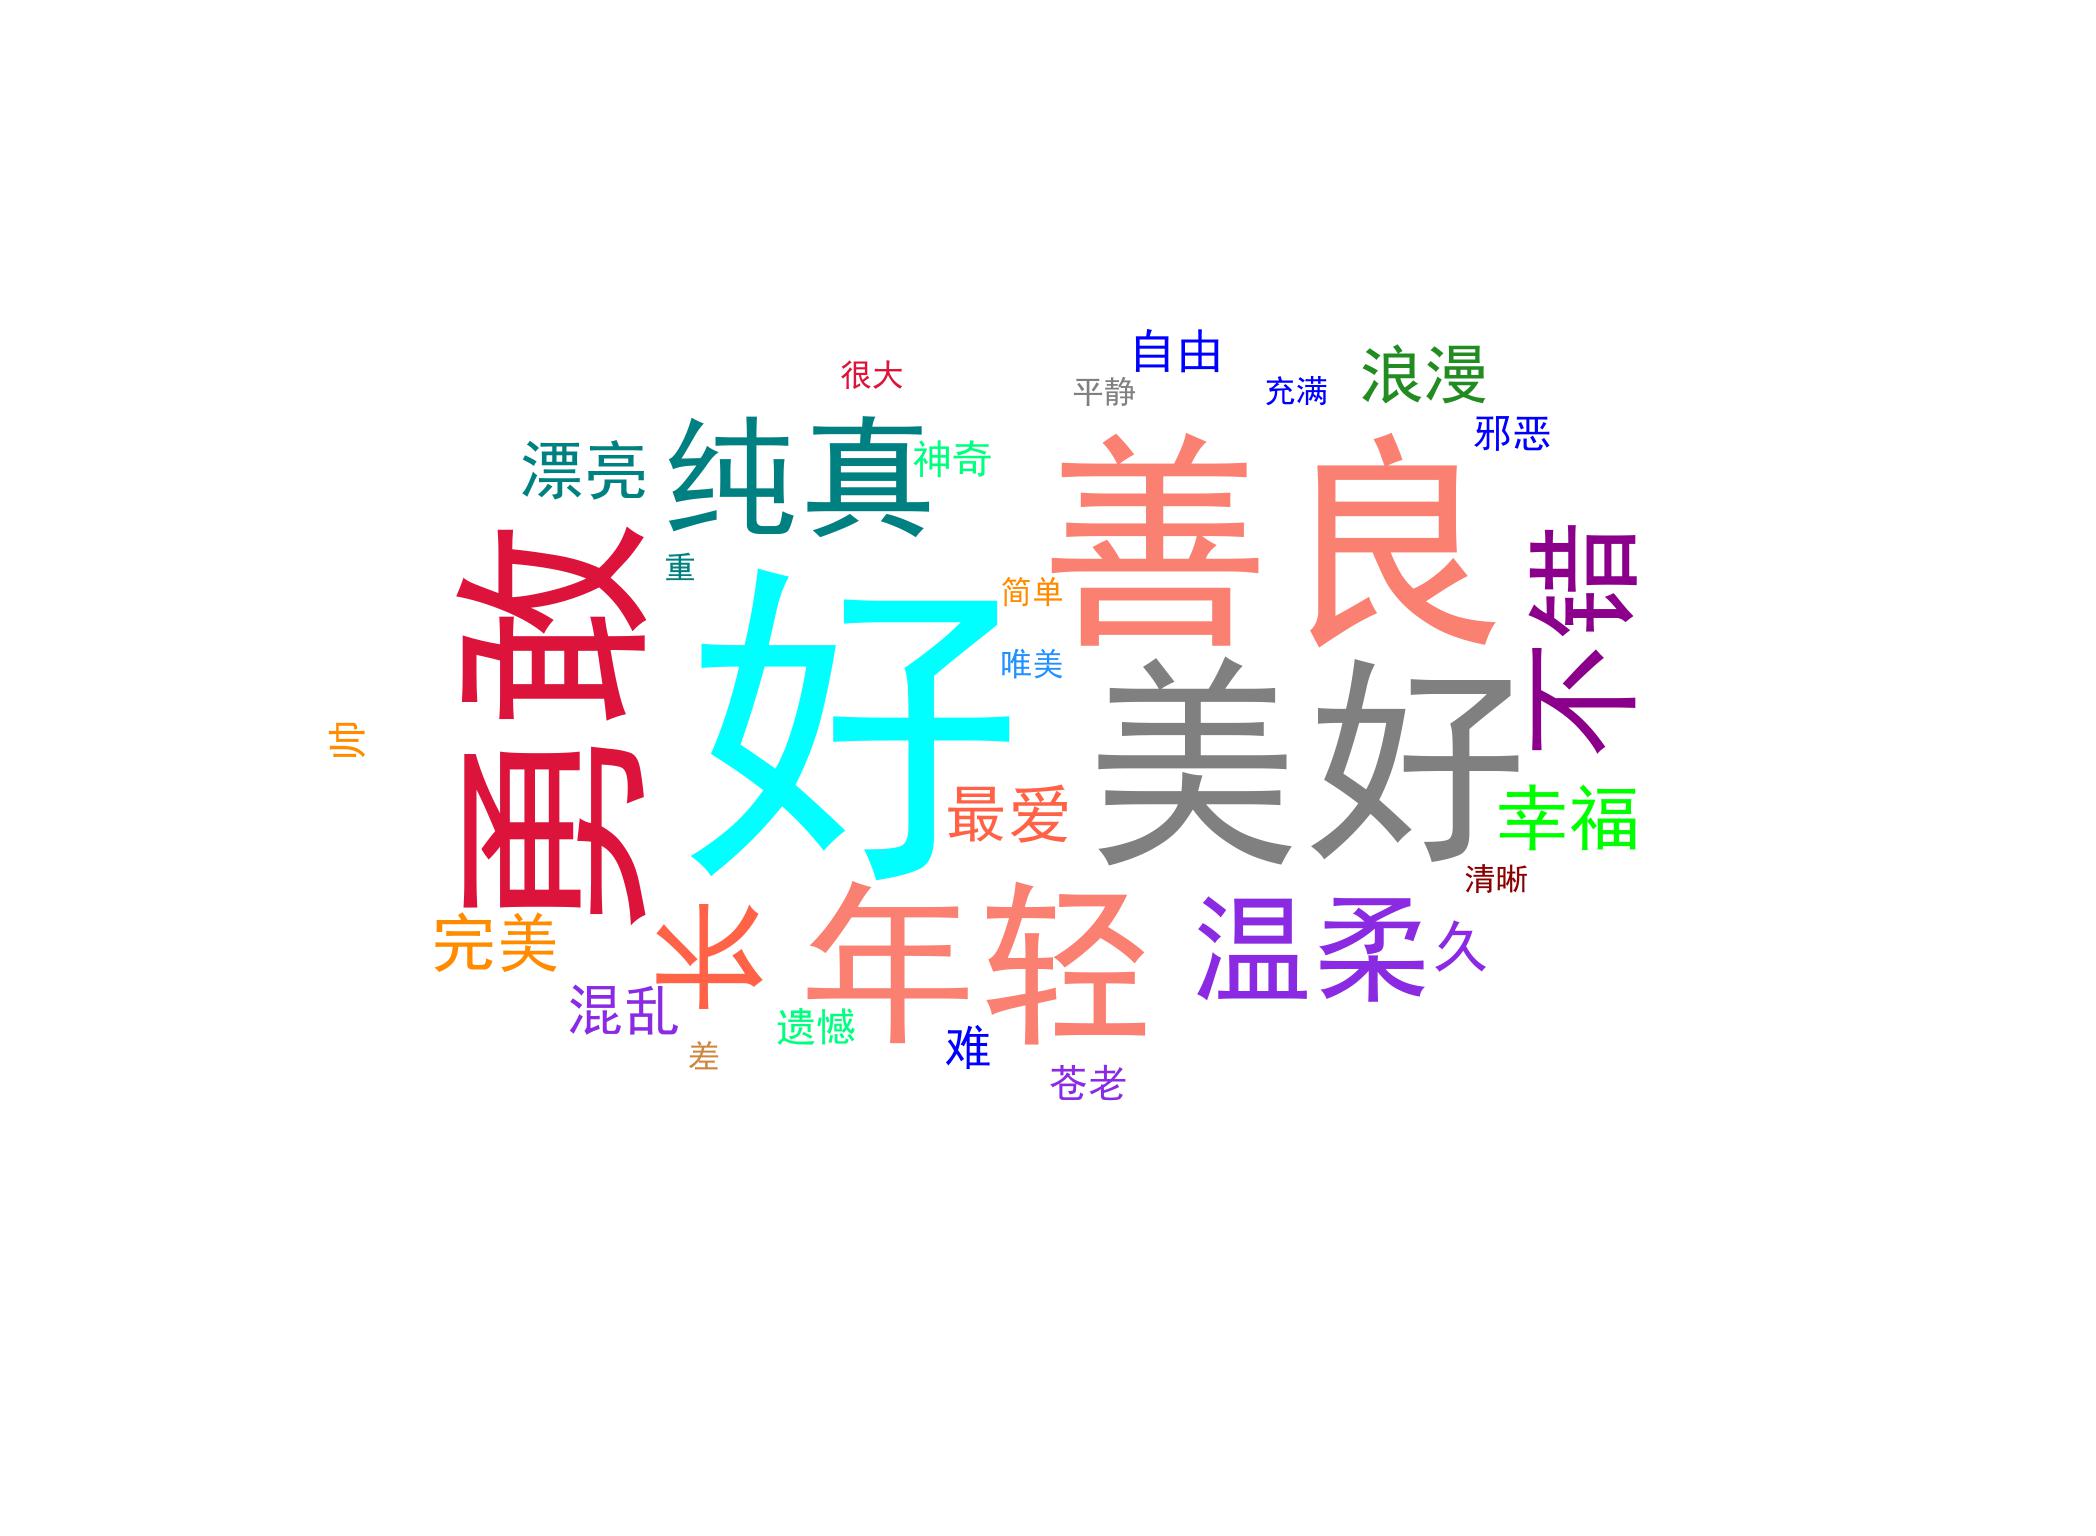 自由
很大
平静
充满
浪漫
邪恶
漂亮
纯真
神奇
善良
重
简单
勇敢
好
唯美
美好
不错
帅
最爱
幸福
清晰
完美
长
年轻
温柔
久
混乱
遗憾
差
难
苍老